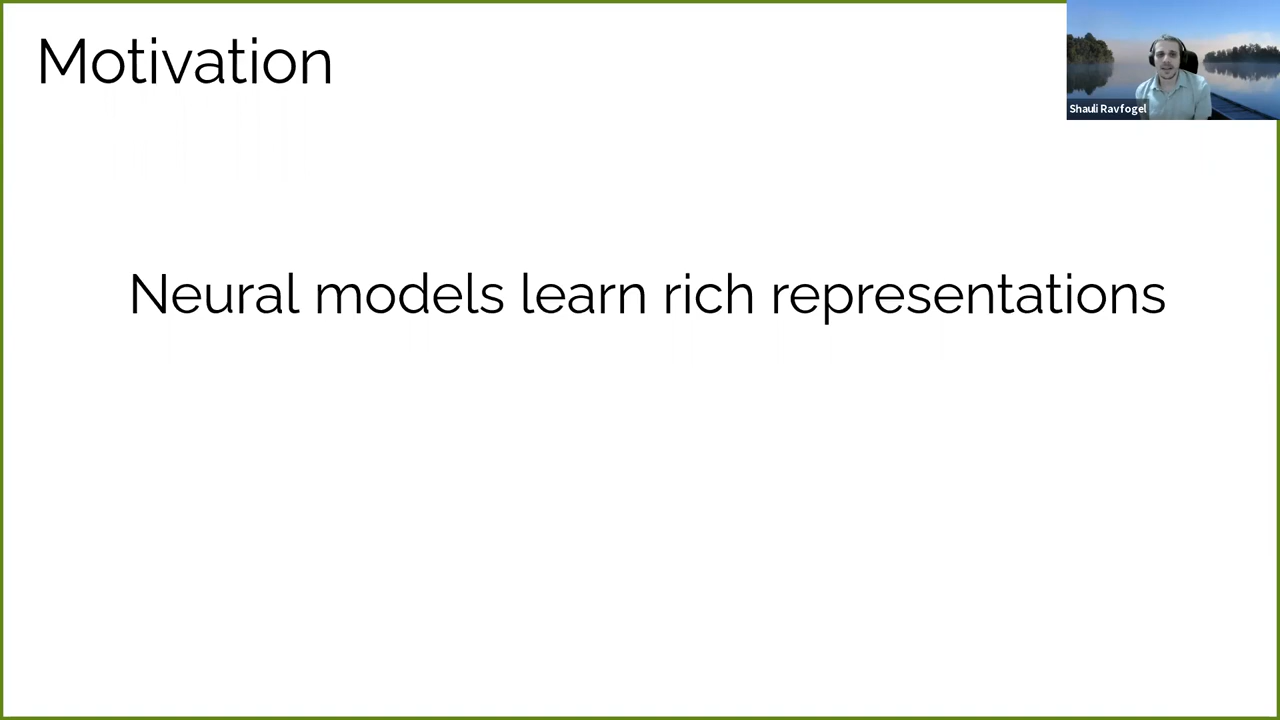 Motivation
Shauli Ravfogel
Neural models learn rich representations